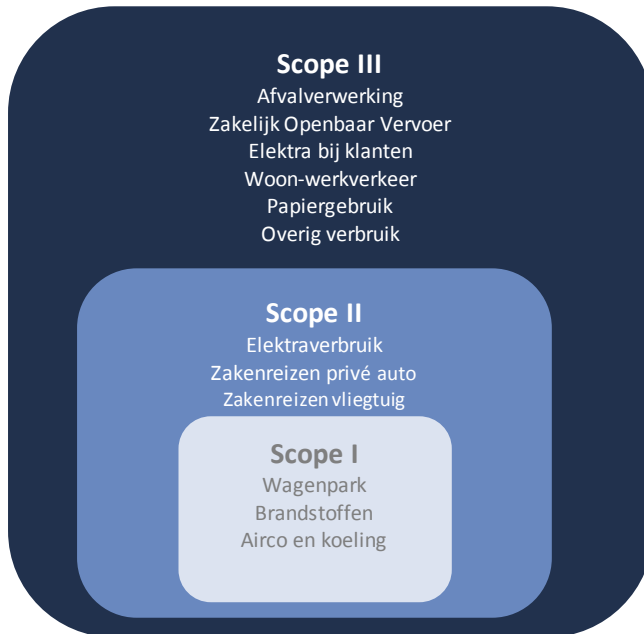 Scope III
Afvalverwerking
Zakelijk Openbaar Vervoer
Elektra bij klanten
Woon-werkverkeer
Papiergebruik
Overig verbruik
Scope II
Elektraverbruik
Zakenreizen privé auto
Zakenreizen vliegtuig
Scope I
Wagenpark
Brandstoffen
Airco en koeling